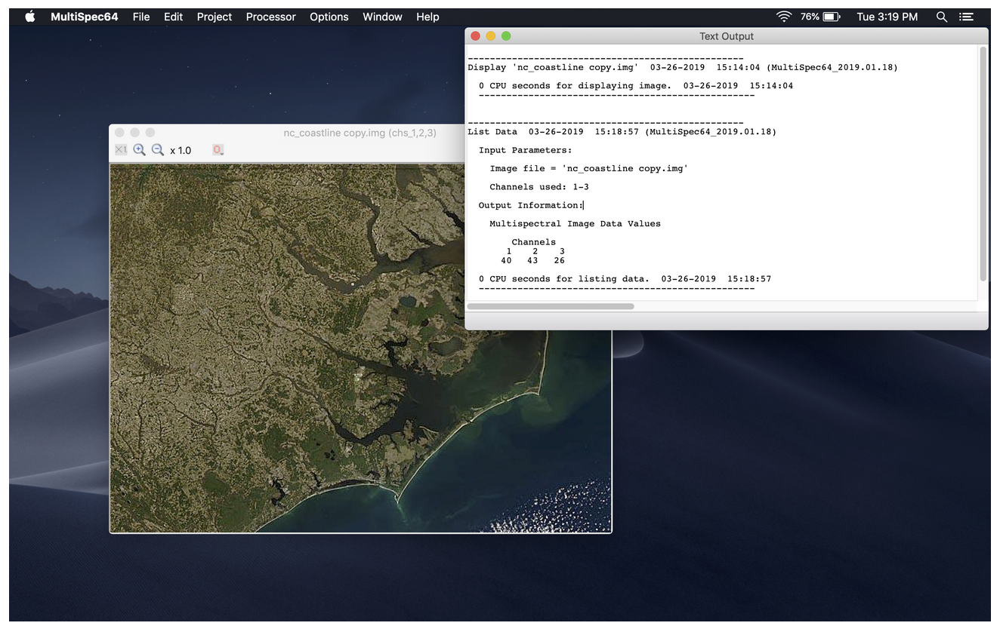 MultiSpec64 File Edit Project Processor Options Window Help 76% Tue 3:19 PM
Text Output
------------------------------------------------
Display 'nc_coastline copy.img' 03-26-2019 15:14:04 (MultiSpec64_2019.01.18)
0 CPU seconds for displaying image. 03-26-2019 15:14:04
------------------------------------------------
------------------------------------------------
List Data 03-26-2019 15:18:57 (MultiSpec64_2019.01.18)
Input Parameters:
Image file = 'nc_coastline copy.img'
Channels used: 1-3
Output Information:
Multispectral Image Data Values
Channels
1 2 3
40 43 26
0 CPU seconds for listing data. 03-26-2019 15:18:57
------------------------------------------------
nc_coastline copy.img (chs_1,2,3)
X1 x 1.0 O